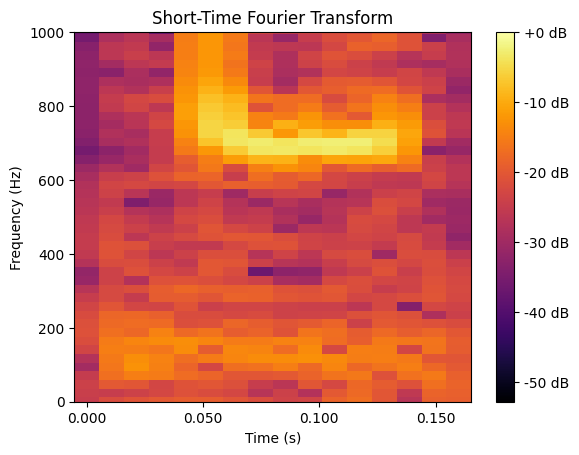 Short-Time Fourier Transform
1000
800
600
400
200
0
Frequency (Hz)
0.000
0.050
0.100
0.150
Time (s)
+0 dB
-10 dB
-20 dB
-30 dB
-40 dB
-50 dB